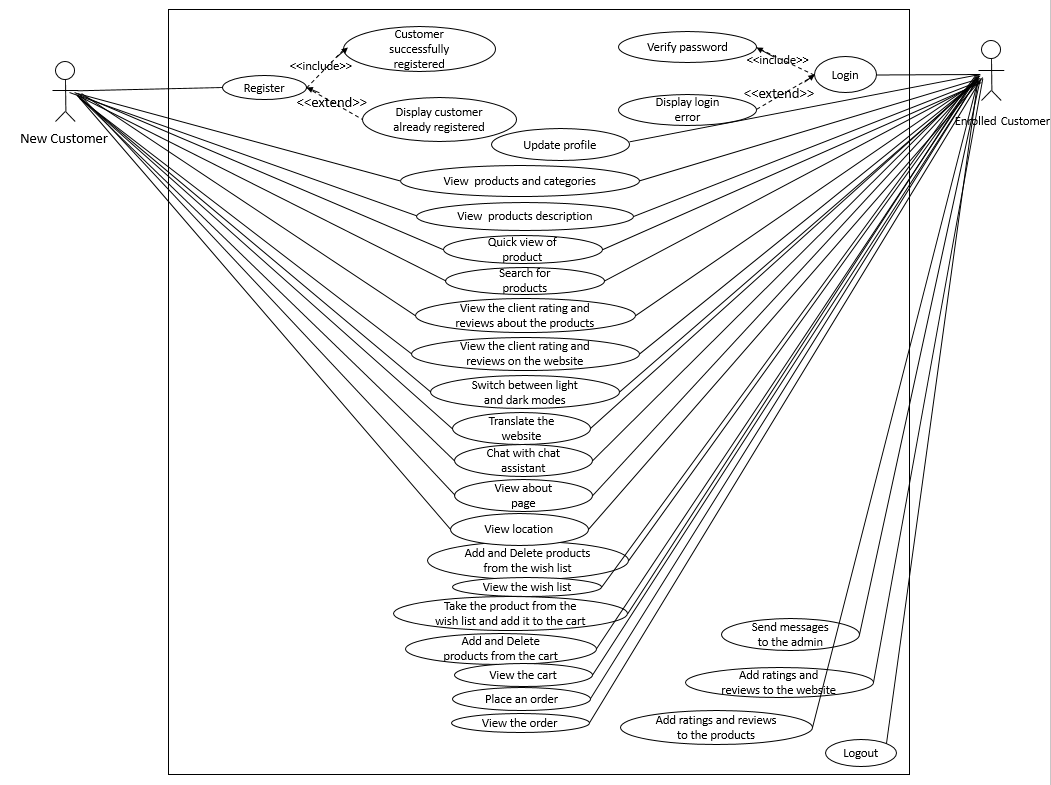 Customer
successfully
registered
Verify password
<<include>>
<<include>>
Login
Register
<<extend>>
<<extend>>
Display customer
already registered
Display login
error
Enrolled Customer
New Customer
Update profile
View products and categories
View products description
Quick view of
product
Search for
products
View the client rating and
reviews about the products
View the client rating and
reviews on the website
Switch between light
and dark modes
Translate the
website
Chat with chat
assistant
View about
page
View location
Add and Delete products
from the wish list
View the wish list
Take the product from the
wish list and add it to the cart
Add and Delete
products from the cart
View the cart
Place an order
View the order
Send messages
to the admin
Add ratings and
reviews to the website
Add ratings and reviews
to the products
Logout